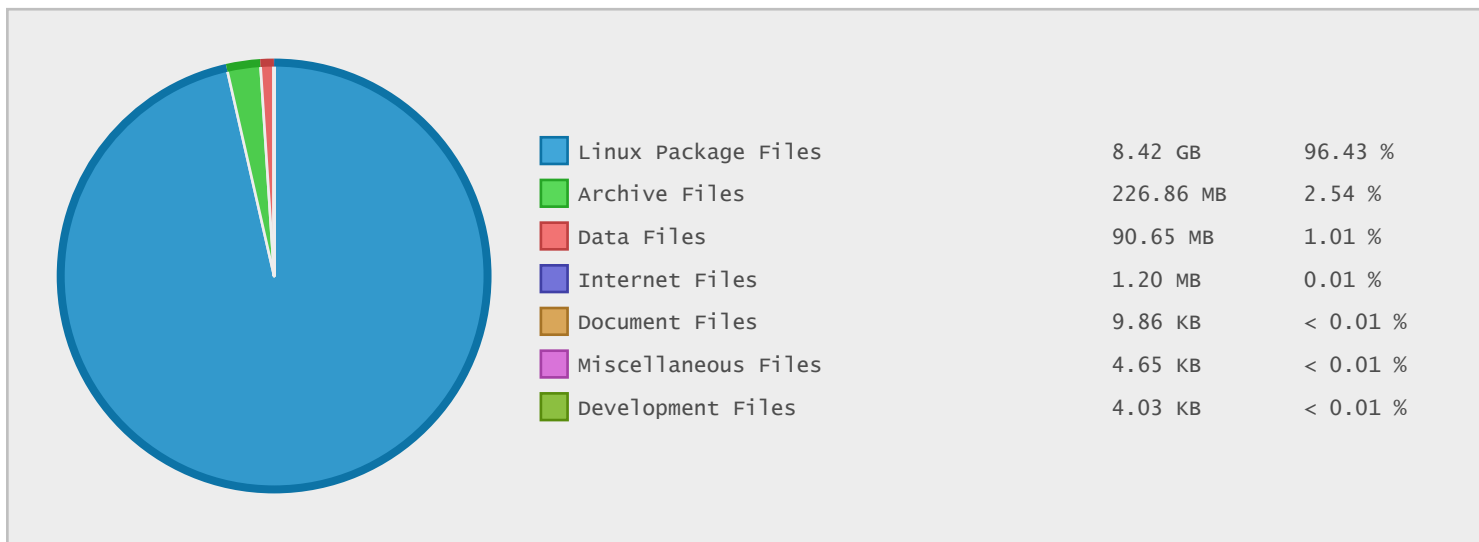 Linux Package Files 8.42 GB 96.43 %
Archive Files 226.86 MB 2.54 %
Data Files 90.65 MB 1.01 %
Internet Files 1.20 MB 0.01 %
Document Files 9.86 KB < 0.01 %
Miscellaneous Files 4.65 KB < 0.01 %
Development Files 4.03 KB < 0.01 %